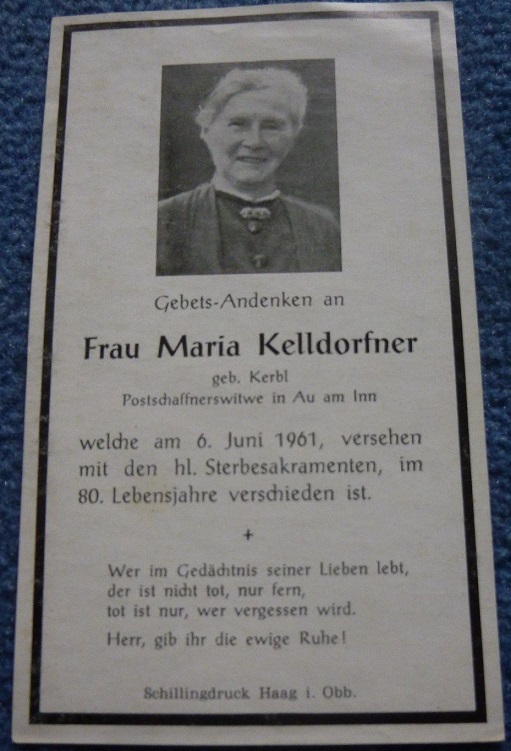 Gebets-Andenken an
Frau Maria Kelldorfner
geb. Kerbl
Postschaffnerswitwe in Au am Inn
welche am 6. Juni 1961, versehen
mit den hl. Sterbesakramenten, im
80. Lebensjahre verschieden ist.
+
Wer im Gedächtnis seiner Lieben lebt,
der ist nicht tot, nur fern,
tot ist nur, wer vergessen wird.
Herr, gib ihr die ewige Ruhe!
Schillingdruck Haag i. Obb.